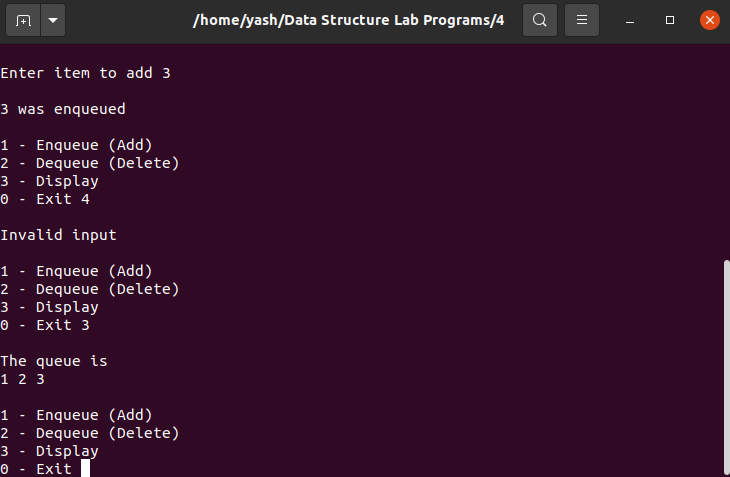 /home/yash/Data Structure Lab Programs/4
Enter item to add 3
3 was enqueued
1 - Enqueue (Add)
2 - Dequeue (Delete)
3 - Display
0 - Exit 4
Invalid input
1 - Enqueue (Add)
2 - Dequeue (Delete)
3 - Display
0 - Exit 3
The queue is
1 2 3
1 - Enqueue (Add)
2 - Dequeue (Delete)
3 - Display
0 - Exit